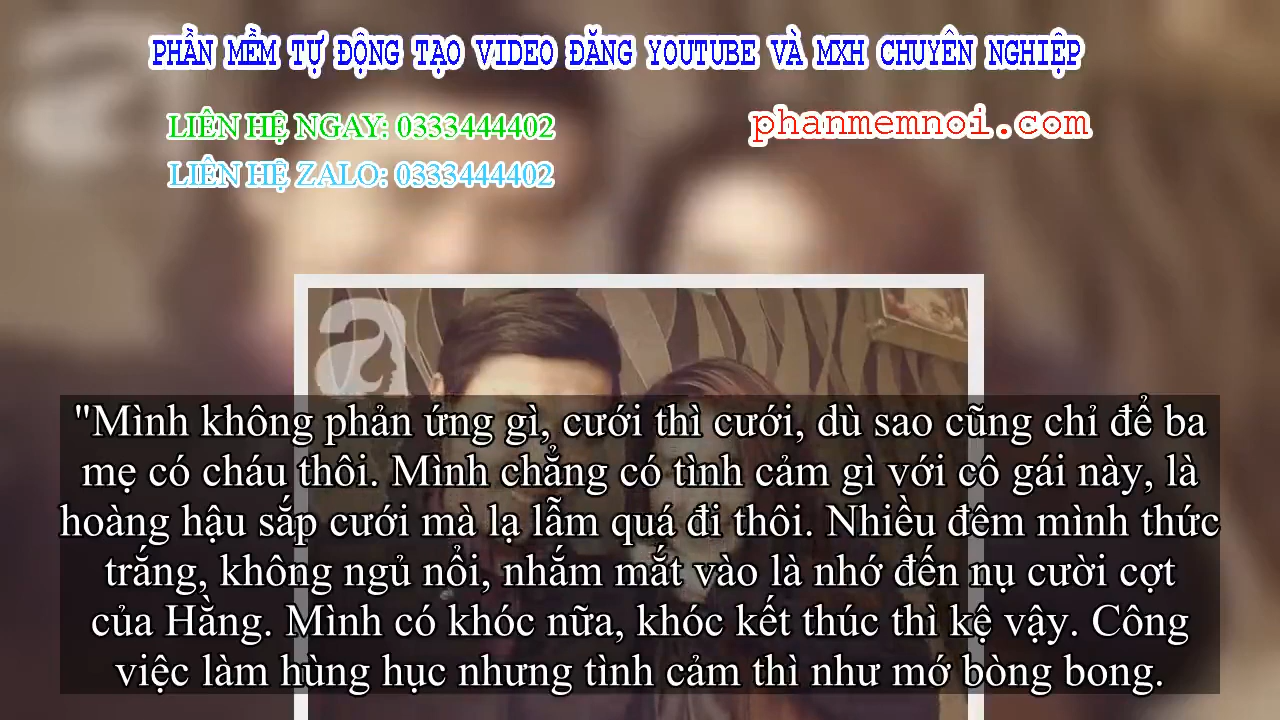 PHẦN MỀM TỰ ĐỘNG TẠO VIDEO ĐĂNG YOUTUBE VÀ MXH CHUYÊN NGHIỆP
LIÊN HỆ NGAY: 0333444402
phanmemnoi.com
LIÊN HỆ ZALO: 0333444402
a
"Mình không phản ứng gì, cưới thì cưới, dù sao cũng chỉ để ba
mẹ có cháu thôi. Mình chẳng có tình cảm gì với cô gái này, là
hoàng hậu sắp cưới mà lạ lẫm quá đi thôi. Nhiều đêm mình thức
trắng, không ngủ nổi, nhắm mắt vào là nhớ đến nụ cười cợt
của Hằng. Mình có khóc nữa, khóc kết thúc thì kệ vậy. Công
việc làm hùng hục nhưng tình cảm thì như mớ bòng bong.